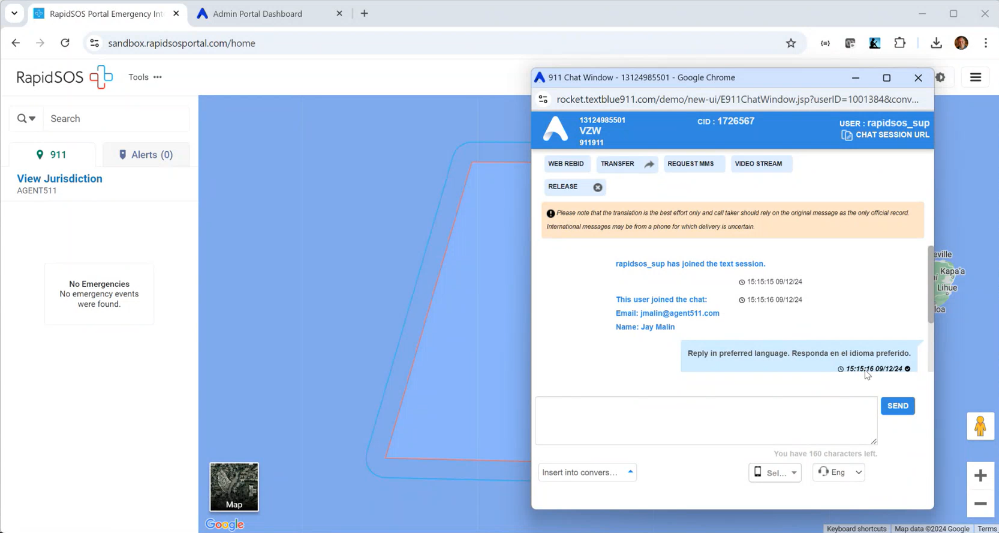 RapidSOS Portal Emergency Int
Admin Portal Dashboard
sandbox.rapidsosportal.com/home
RapidSOS
Tools •••
Search
911
Alerts (0)
View Jurisdiction
AGENT511
No Emergencies
No emergency events
were found.
Map
Google
911 Chat Window - 13124985501 - Google Chrome
rocket.textblue911.com/demo/new-ui/E911ChatWindow.jsp?userID=1001384&conv...
13124985501
VZW
911911
CID : 1726567
USER : rapidsos_sup
CHAT SESSION URL
WEB REBID
TRANSFER
REQUEST MMS
VIDEO STREAM
RELEASE
Please note that the translation is the best effort only and call taker should rely on the original message as the only official record.
International messages may be from a phone for which delivery is uncertain.
rapidsos_sup has joined the text session.
15:15:15 09/12/24
This user joined the chat:
15:15:16 09/12/24
Email: jmalin@agent511.com
Name: Jay Malin
Reply in preferred language. Responda en el idioma preferido.
15:15:16 09/12/24
SEND
You have 160 characters left.
Insert into convers...
Sel...
Eng
eville
Kapa'a
Lihue
loa
Keyboard shortcuts
Map data ©2024 Google
Terms